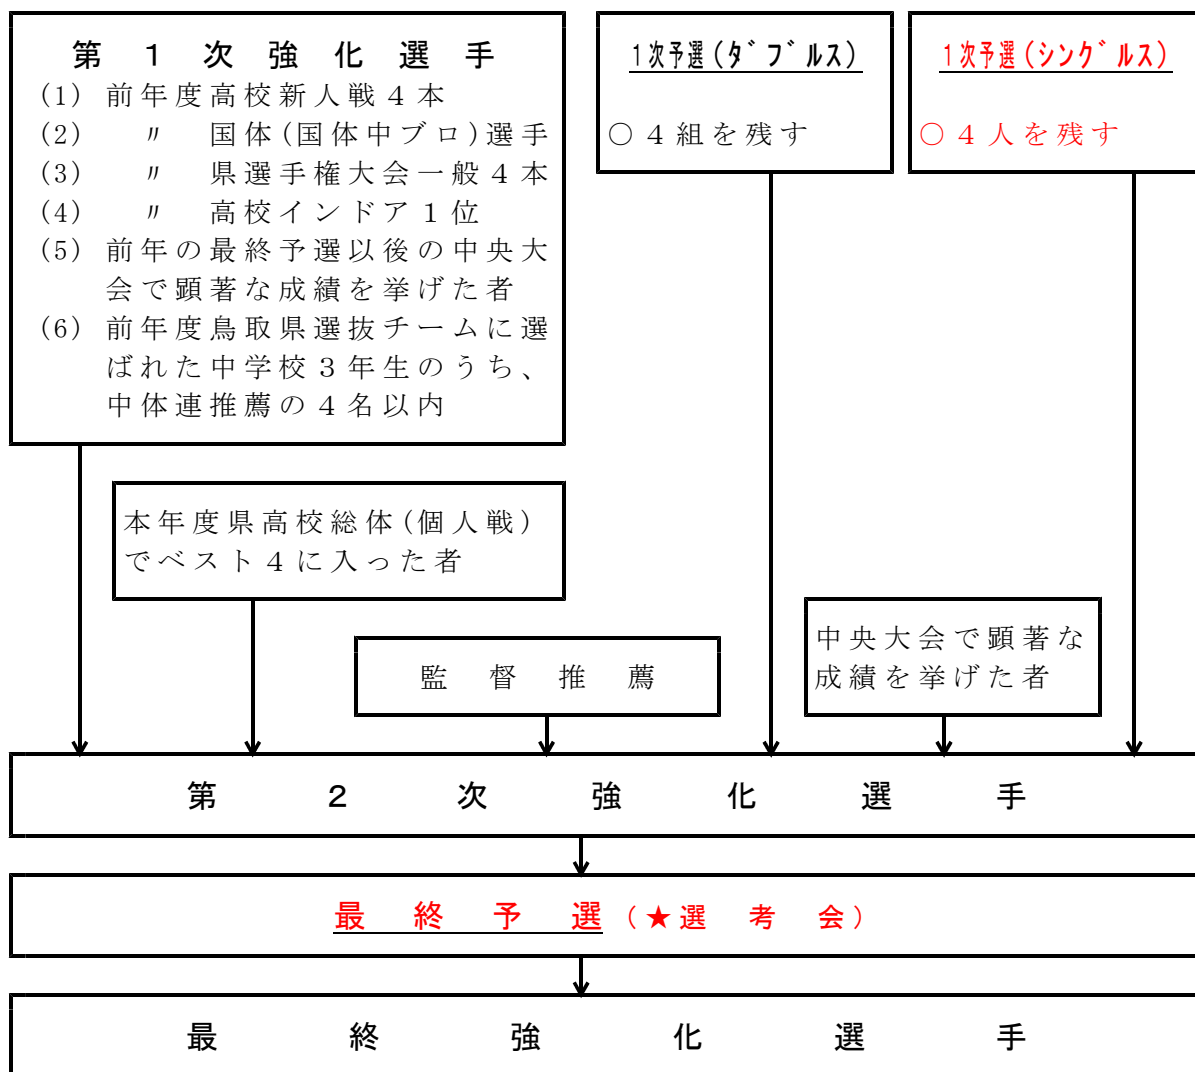 第１次強化選手
(1) 前年度高校新人戦４本
(2) 〃 国体(国体中ブロ)選手
(3) 〃 県選手権大会一般４本
(4) 〃 高校インドア１位
(5) 前年の最終予選以後の中央大
会で顕著な成績を挙げた者
(6) 前年度鳥取県選抜チームに選
ばれた中学校３年生のうち、
中体連推薦の４名以内
１次予選(ﾀﾞﾌﾞﾙｽ)
○４組を残す
１次予選(ｼﾝｸﾞﾙｽ)
○４人を残す
本年度県高校総体(個人戦)
でベスト４に入った者
監督推薦
中央大会で顕著な
成績を挙げた者
第２次強化選手
最終予選(★選考会)
最終強化選手